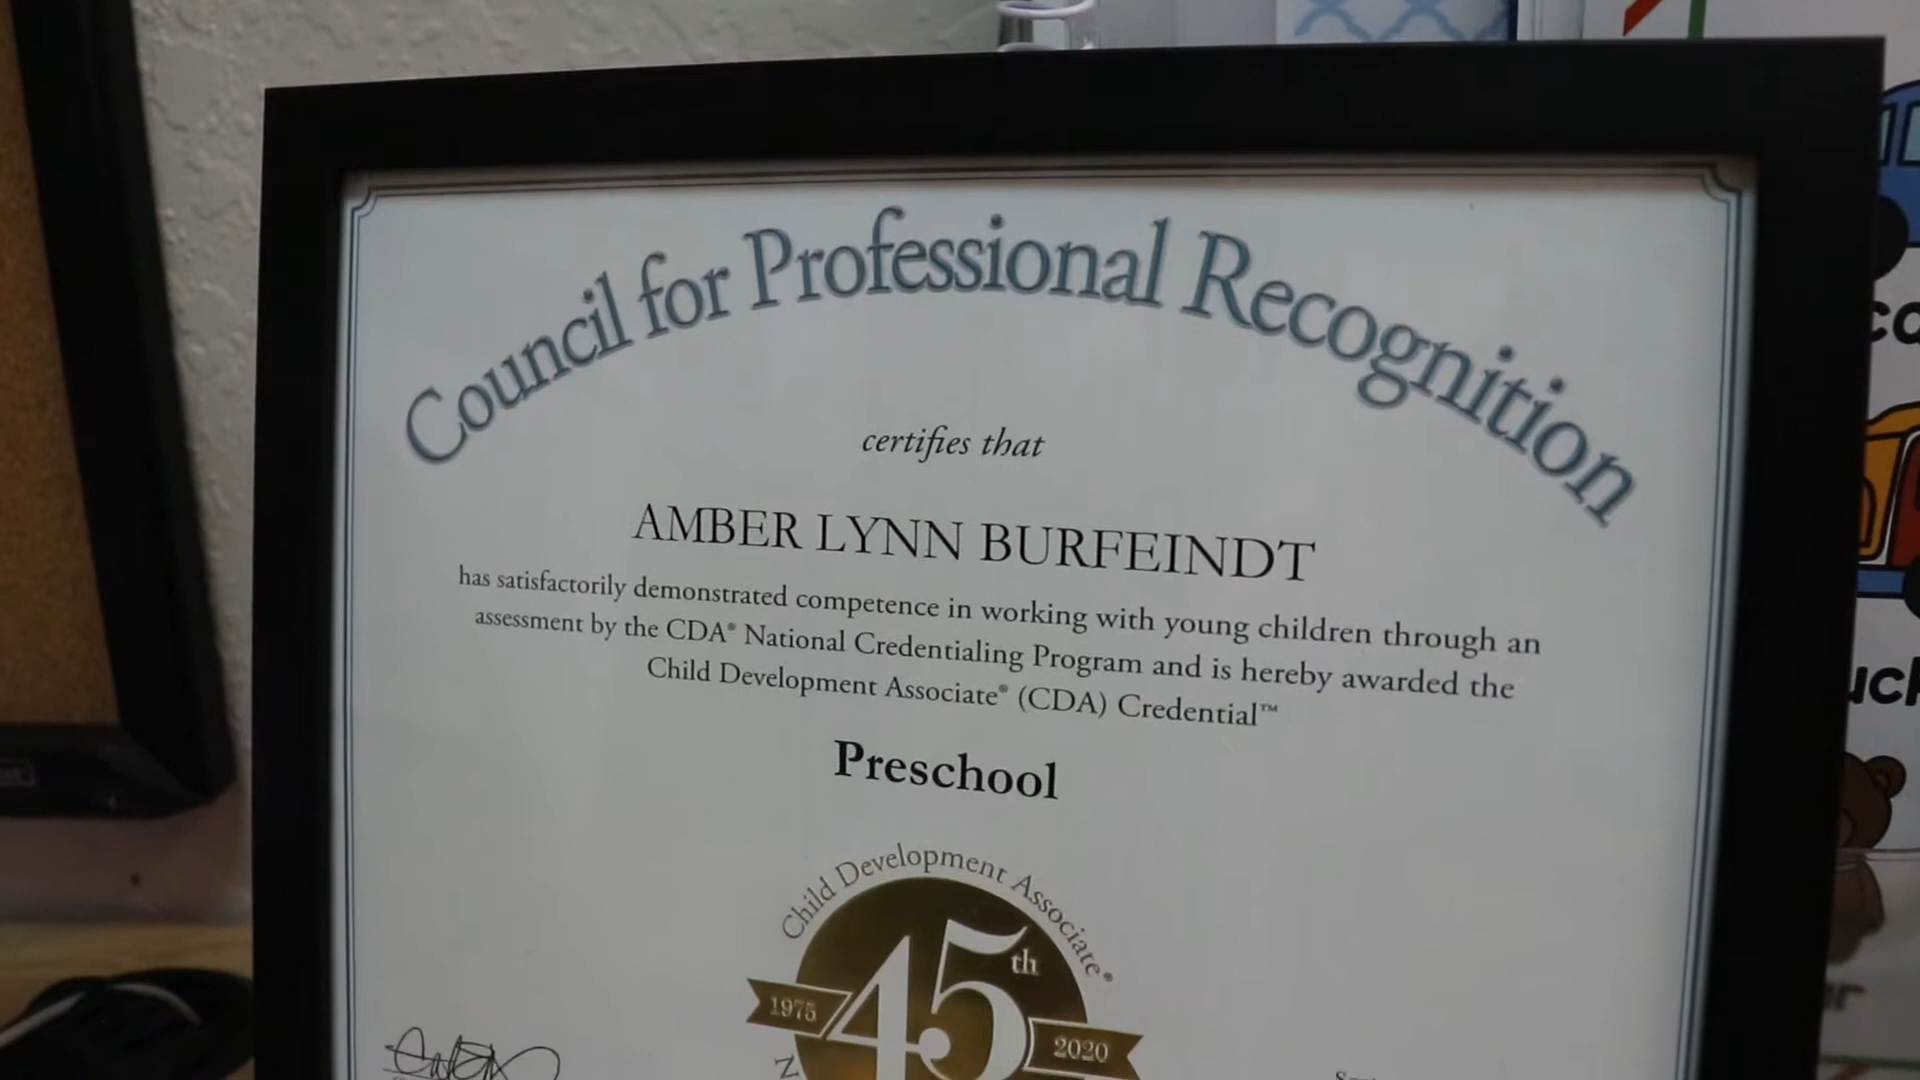 Council for Professional Recognition
certifies that
AMBER LYNN BURFEINDT
has satisfactorily demonstrated competence in working with young children through an
assessment by the CDA® National Credentialing Program and is hereby awarded the
Child Development Associate® (CDA) Credential™
Preschool
Child Development Associate®
45th
1975
2020